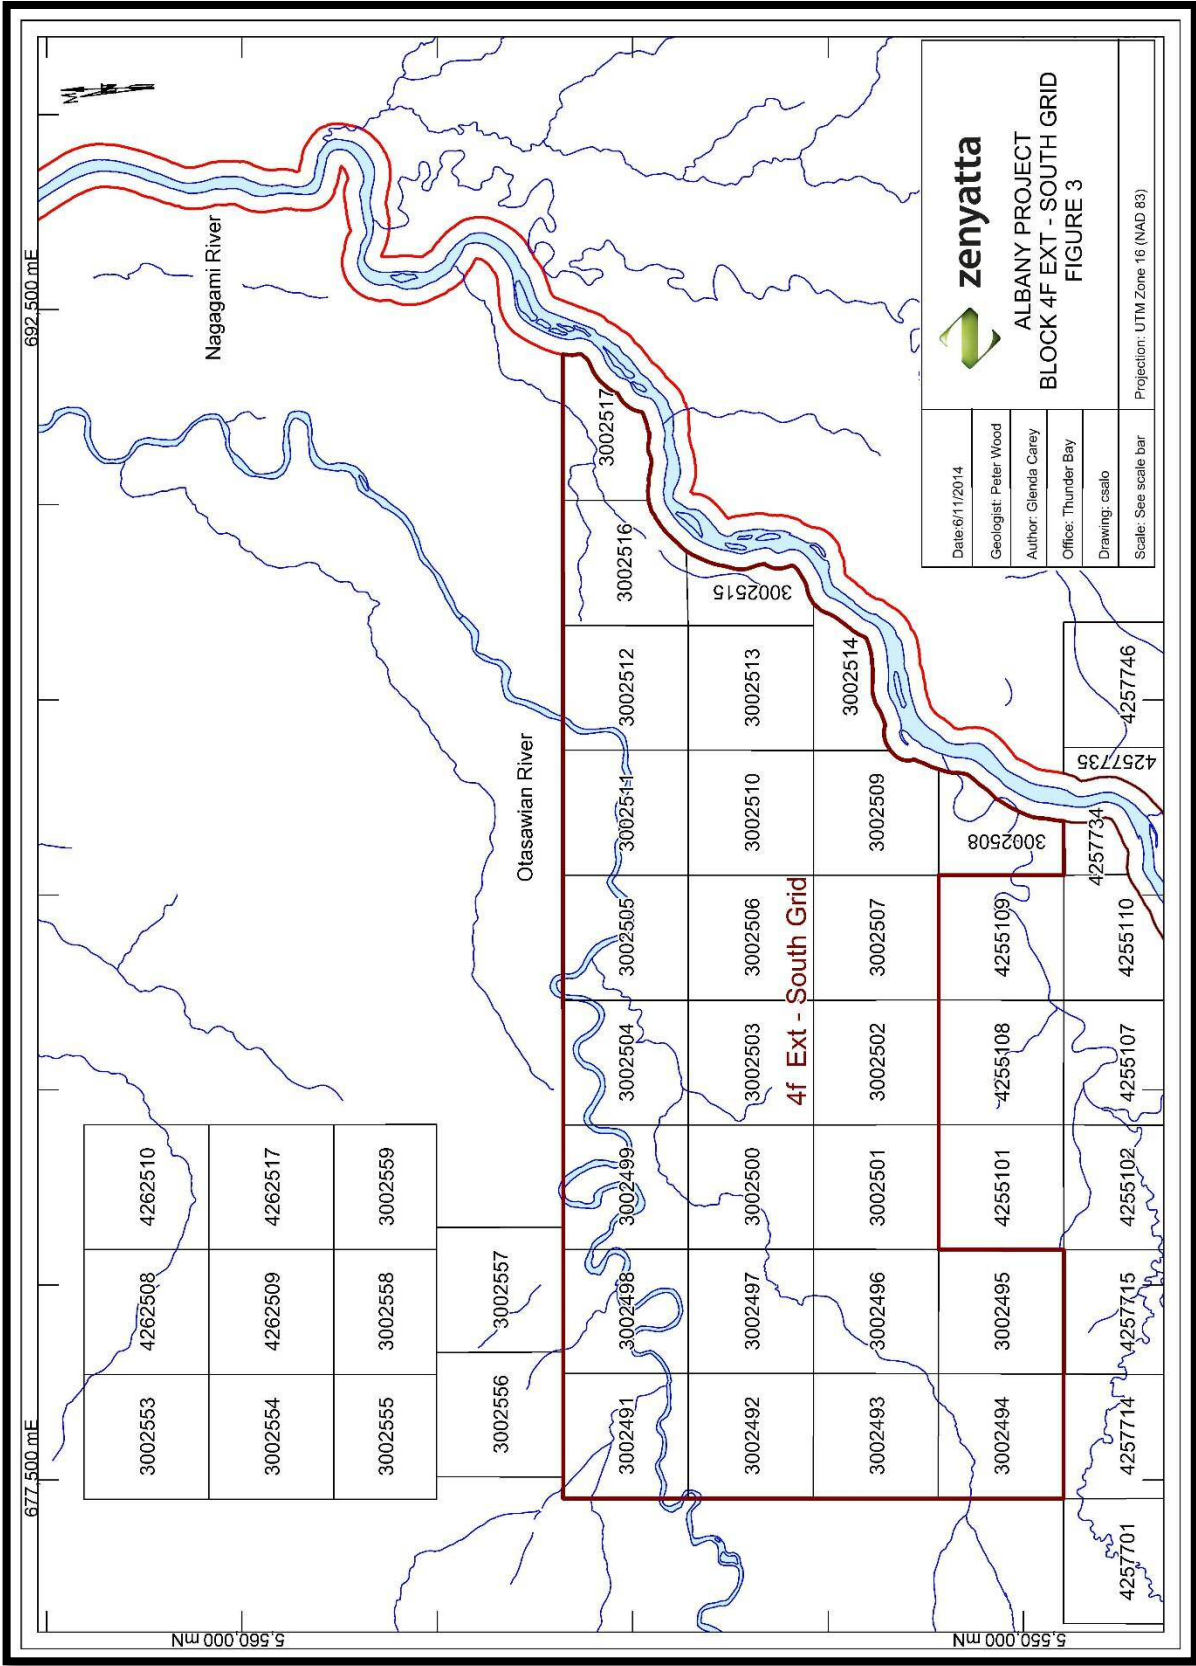 677,500 mE
692,500 mE
5,560,000 mN
5,550,000 mN
Nagagami River
Otasawian River
3002553
4262508
4262510
3002554
4262509
4262517
3002555
3002558
3002559
3002556
3002557
3002491
3002498
3002499
3002504
3002505
3002511
3002512
3002516
3002517
3002492
3002497
3002500
3002503
3002506
3002510
3002513
3002515
4f Ext - South Grid
3002493
3002496
3002501
3002502
3002507
3002509
3002514
3002494
3002495
4255101
4255108
4255109
3002508
4257701
4257714
4257715
4255102
4255107
4255110
4257734
4257735
4257746
zenyatta
ALBANY PROJECT
BLOCK 4F EXT - SOUTH GRID
FIGURE 3
Date:6/11/2014
Geologist: Peter Wood
Author: Glenda Carey
Office: Thunder Bay
Drawing: csalo
Scale: See scale bar
Projection: UTM Zone 16 (NAD 83)